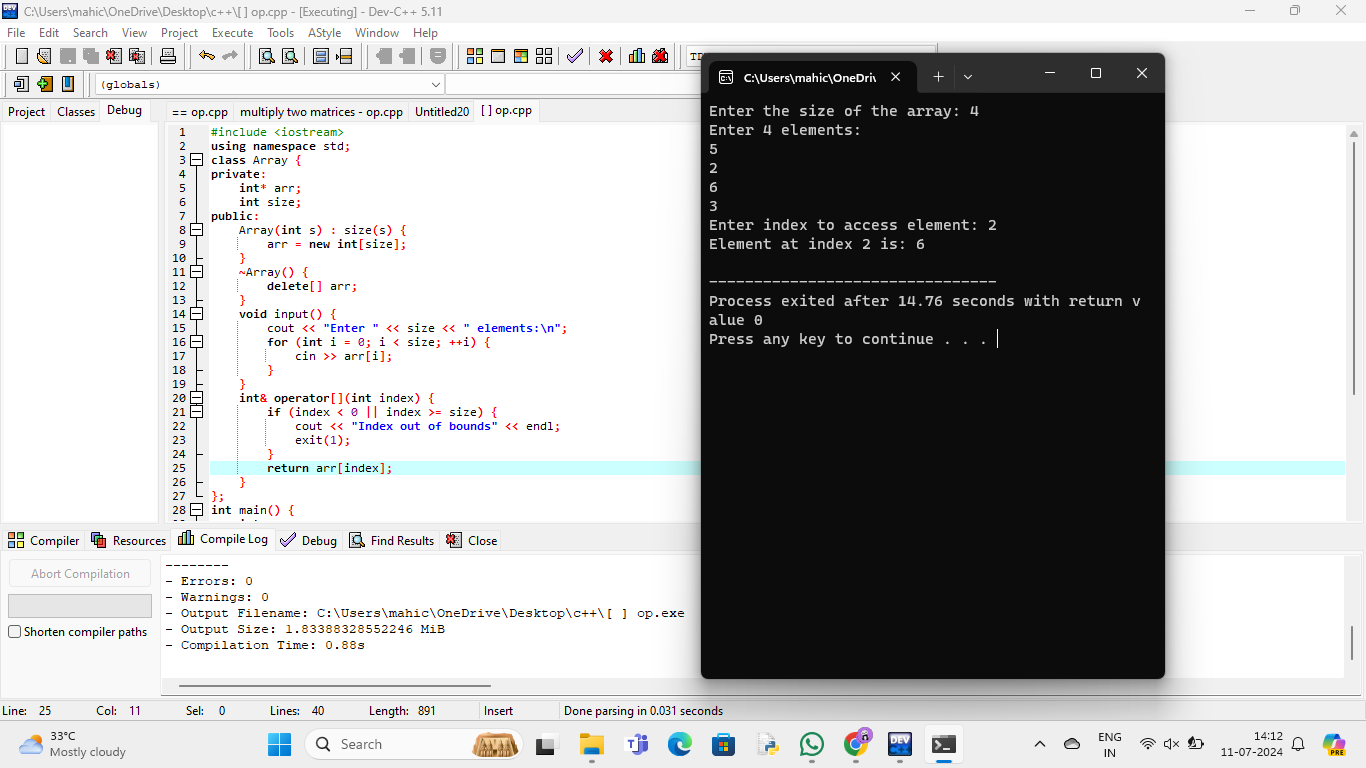 C:\Users\mahic\OneDrive\Desktop\c++\[ ] op.cpp - [Executing] - Dev-C++ 5.11
File Edit Search View Project Execute Tools AStyle Window Help
(globals)
Project Classes Debug
== op.cpp multiply two matrices - op.cpp Untitled20 [ ] op.cpp
1 #include <iostream>
2 using namespace std;
3 class Array {
4 private:
5 int* arr;
6 int size;
7 public:
8 Array(int s) : size(s) {
9 arr = new int[size];
10 }
11 ~Array() {
12 delete[] arr;
13 }
14 void input() {
15 cout << "Enter " << size << " elements:\n";
16 for (int i = 0; i < size; ++i) {
17 cin >> arr[i];
18 }
19 }
20 int& operator[](int index) {
21 if (index < 0 || index >= size) {
22 cout << "Index out of bounds" << endl;
23 exit(1);
24 }
25 return arr[index];
26 }
27 };
28 int main() {
C:\Users\mahic\OneDri
Enter the size of the array: 4
Enter 4 elements:
5
2
6
3
Enter index to access element: 2
Element at index 2 is: 6
--------------------------------
Process exited after 14.76 seconds with return v
alue 0
Press any key to continue . . .
Compiler Resources Compile Log Debug Find Results Close
Abort Compilation
Shorten compiler paths
--------
- Errors: 0
- Warnings: 0
- Output Filename: C:\Users\mahic\OneDrive\Desktop\c++\[ ] op.exe
- Output Size: 1.83388328552246 MiB
- Compilation Time: 0.88s
Line: 25 Col: 11 Sel: 0 Lines: 40 Length: 891 Insert Done parsing in 0.031 seconds
33°C
Mostly cloudy
Search
DEV
PRE
ENG
IN
14:12
11-07-2024